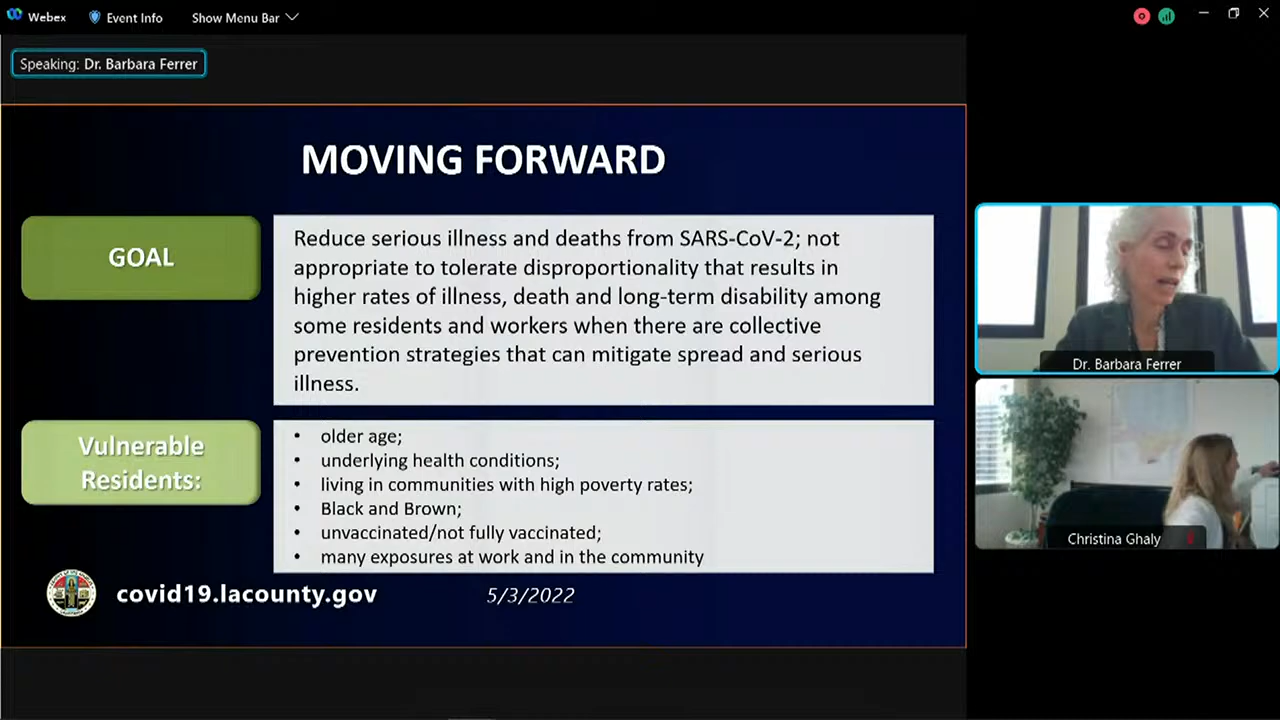 Webex
Event Info
Show Menu Bar
Speaking: Dr. Barbara Ferrer
MOVING FORWARD
GOAL
Reduce serious illness and deaths from SARS-CoV-2; not
appropriate to tolerate disproportionality that results in
higher rates of illness, death and long-term disability among
some residents and workers when there are collective
prevention strategies that can mitigate spread and serious
illness.
Vulnerable
Residents:
• older age;
• underlying health conditions;
• living in communities with high poverty rates;
• Black and Brown;
• unvaccinated/not fully vaccinated;
• many exposures at work and in the community
covid19.lacounty.gov
5/3/2022
Dr. Barbara Ferrer
Christina Ghaly